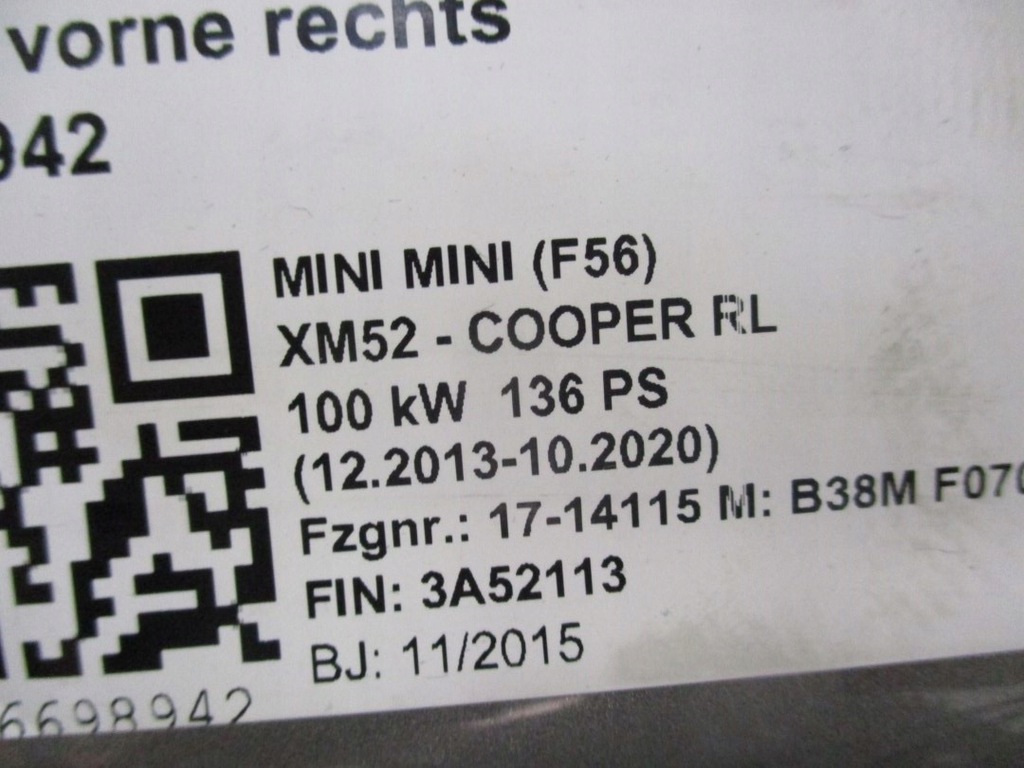 vorne rechts
942
MINI MINI (F56)
XM52 - COOPER RL
100 kW 136 PS
(12.2013-10.2020)
Fzgnr.: 17-14115 M: B38M F070
FIN: 3A52113
BJ: 11/2015
6698942